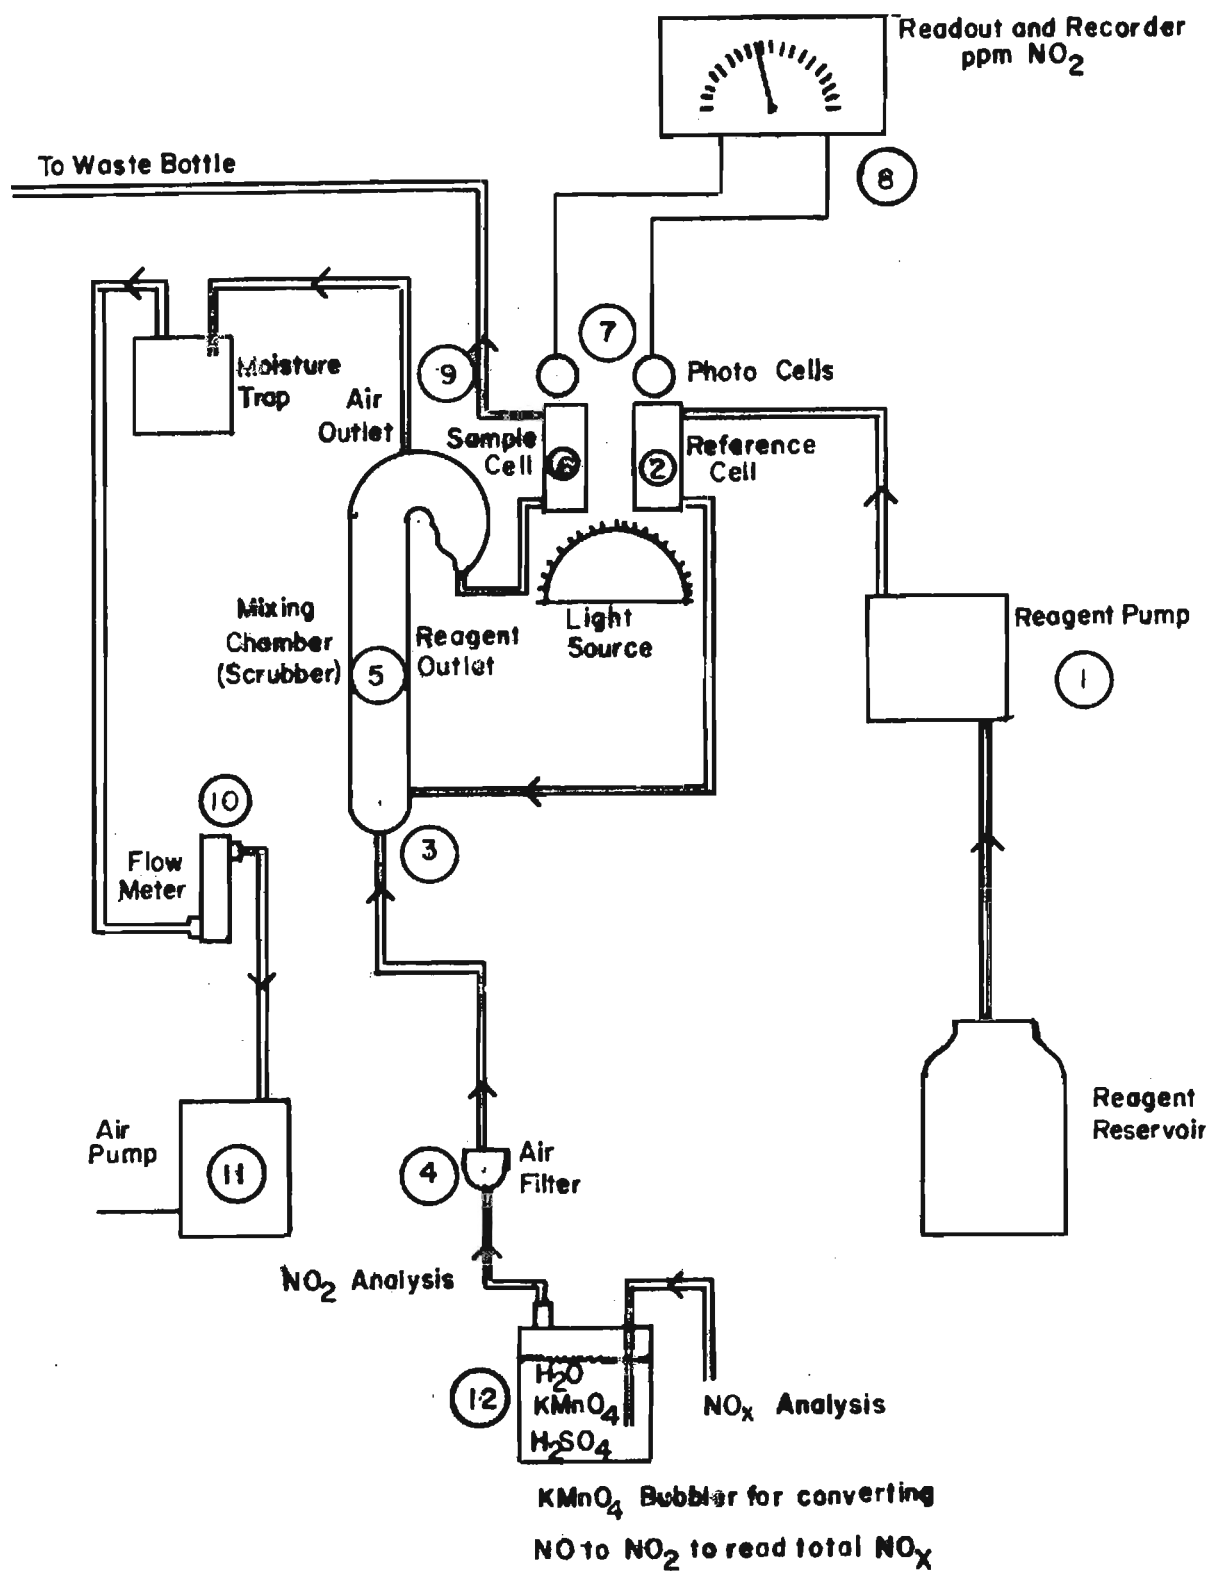 Readout and Recorder
ppm NO2
8
To Waste Bottle
7
Photo Cells
9
Moisture
Trap
Air
Outlet
Sample
Cell
6
2
Reference
Cell
Mixing
Chamber
(Scrubber)
5
Reagent
Outlet
Light
Source
Reagent Pump
1
10
Flow
Meter
3
Air
Pump
11
4
Air
Filter
Reagent
Reservoir
NO2 Analysis
12
H2O
KMnO4
H2SO4
NOx Analysis
KMnO4 Bubbler for converting
NO to NO2 to read total NOx